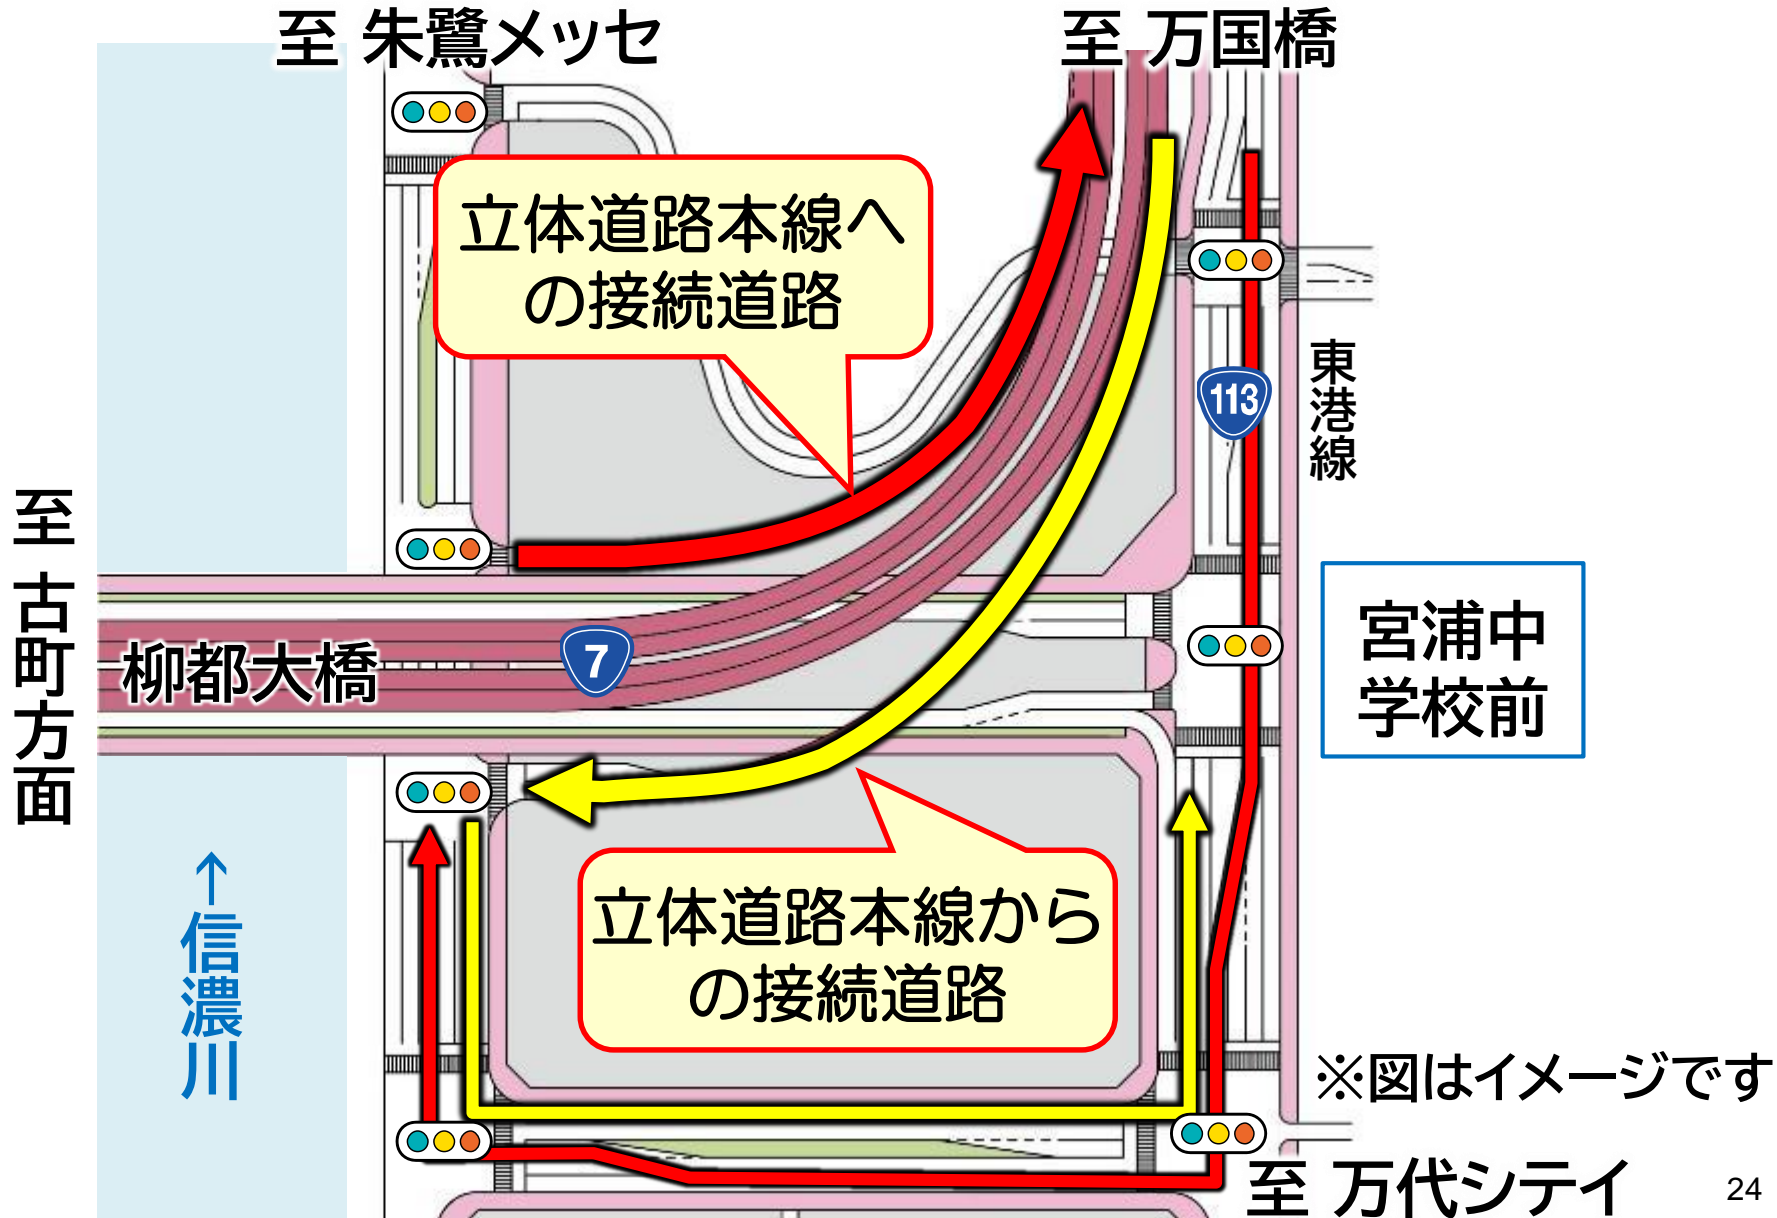 至 朱鷺メッセ
至 万国橋
立体道路本線へ
の接続道路
113
東港線
至 古町方面
柳都大橋
7
宮浦中
学校前
立体道路本線から
の接続道路
↑信濃川
※図はイメージです
至 万代シテイ
24